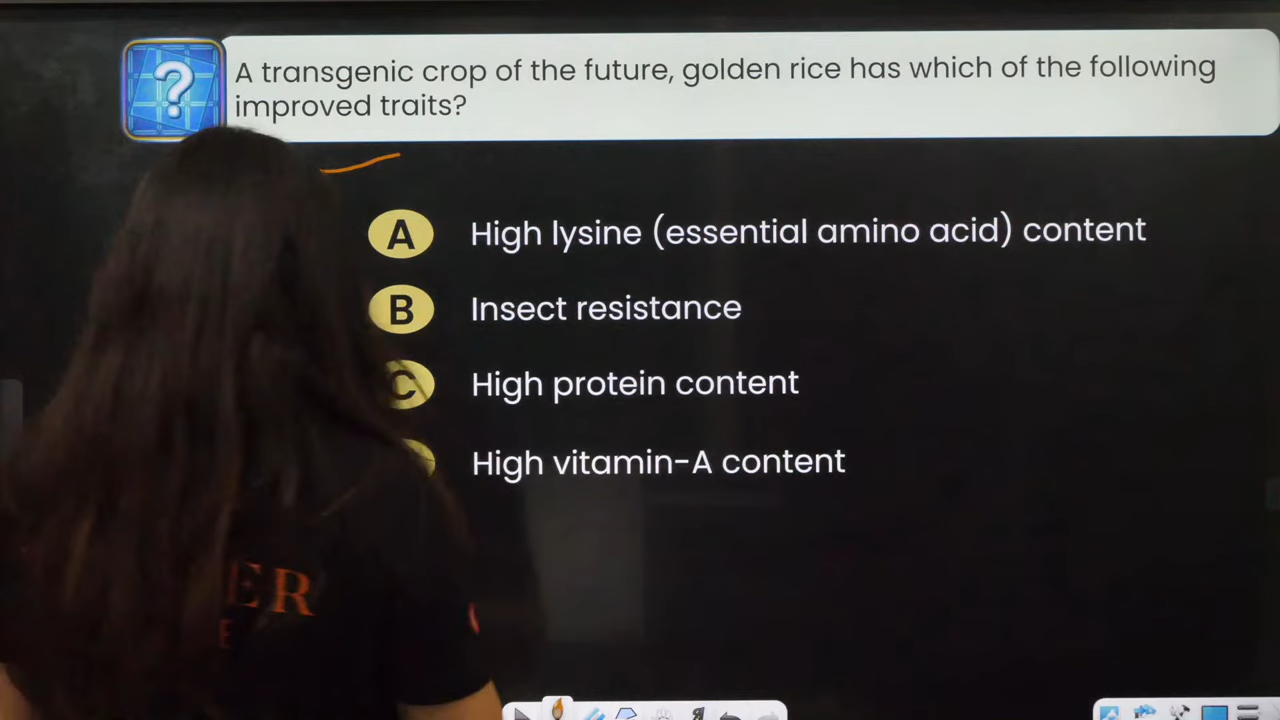 ?
A transgenic crop of the future, golden rice has which of the following
improved traits?
A High lysine (essential amino acid) content
B Insect resistance
C High protein content
High vitamin-A content
ER
E